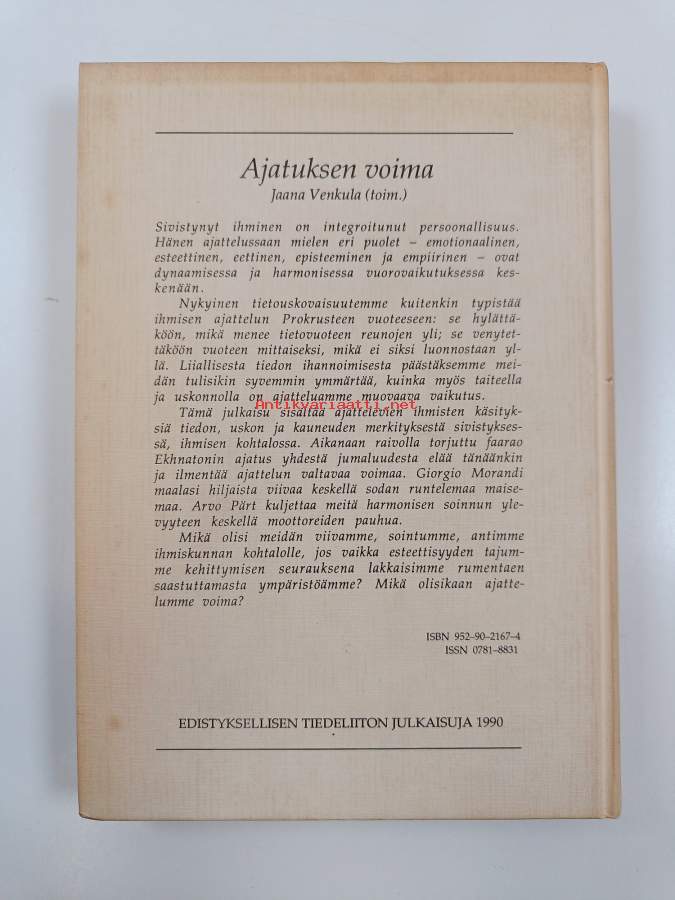 Ajatuksen voima
Jaana Venkula (toim.)
Sivistynyt ihminen on integroitunut persoonallisuus.
Hänen ajattelussaan mielen eri puolet – emotionaalinen,
esteettinen, eettinen, episteeminen ja empiirinen – ovat
dynaamisessa ja harmonisessa vuorovaikutuksessa kes-
kenään.
Nykyinen tietouskovaisuutemme kuitenkin typistää
ihmisen ajattelun Prokrusteen vuoteeseen: se hylättä-
köön, mikä menee tietovuoteen reunojen yli; se venytet-
täköön vuoteen mittaiseksi, mikä ei siksi luonnostaan yl-
lä. Liiallisesta tiedon ihannoimisesta päästäksemme mei-
dän tulisikin syvemmin ymmärtää, kuinka myös taiteella
ja uskonnolla on ajatteluamme muovaava vaikutus.
Antikvariaatti.net
Tämä julkaisu sisältää ajattelevien ihmisten käsityk-
siä tiedon, uskon ja kauneuden merkityksestä sivistykses-
sä, ihmisen kohtalossa. Aikanaan raivolla torjuttu faarao
Ekhnatonin ajatus yhdestä jumaluudesta elää tänäänkin
ja ilmentää ajattelun valtavaa voimaa. Giorgio Morandi
maalasi hiljaista viivaa keskellä sodan runtelemaa maise-
maa. Arvo Pärt kuljettaa meitä harmonisen soinnun yle-
vyyteen keskellä moottoreiden pauhua.
Mikä olisi meidän viivamme, sointumme, antimme
ihmiskunnan kohtalolle, jos vaikka esteettisyyden tajum-
me kehittymisen seurauksena lakkaisimme rumentaen
saastuttamasta ympäristöämme? Mikä olisikaan ajatte-
lumme voima?
ISBN 952–90–2167–4
ISSN 0781–8831
EDISTYKSELLISEN TIEDELIITON JULKAISUJA 1990